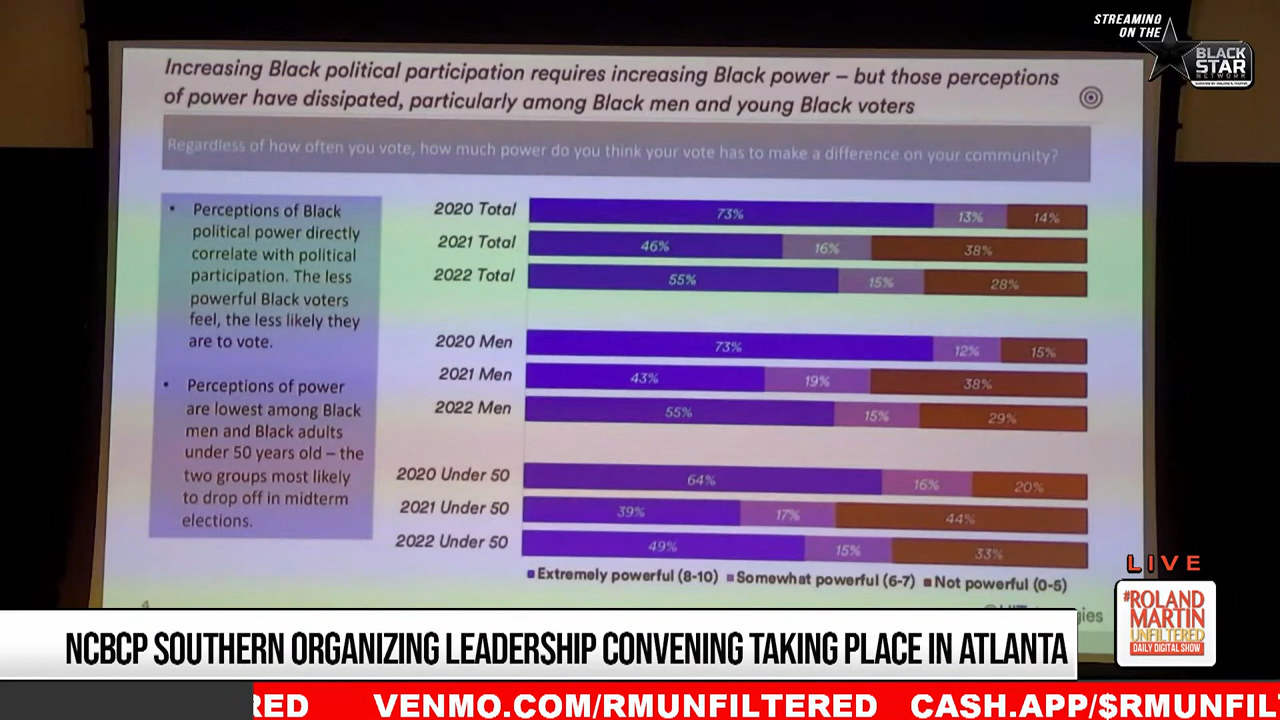 STREAMING
ON THE
BLACK
STAR
NETWORK
Increasing Black political participation requires increasing Black power – but those perceptions
of power have dissipated, particularly among Black men and young Black voters
Regardless of how often you vote, how much power do you think your vote has to make a difference on your community?
• Perceptions of Black
political power directly
correlate with political
participation. The less
powerful Black voters
feel, the less likely they
are to vote.
• Perceptions of power
are lowest among Black
men and Black adults
under 50 years old – the
two groups most likely
to drop off in midterm
elections.
2020 Total 73% 13% 14%
2021 Total 46% 16% 38%
2022 Total 55% 15% 28%
2020 Men 73% 12% 15%
2021 Men 43% 19% 38%
2022 Men 55% 15% 29%
2020 Under 50 64% 16% 20%
2021 Under 50 39% 17% 44%
2022 Under 50 49% 15% 33%
Extremely powerful (8-10) Somewhat powerful (6-7) Not powerful (0-5)
LIVE
#ROLAND
MARTIN
UNFILTERED
DAILY DIGITAL SHOW
NCBCP SOUTHERN ORGANIZING LEADERSHIP CONVENING TAKING PLACE IN ATLANTA
RED VENMO.COM/RMUNFILTERED CASH.APP/$RMUNFIL